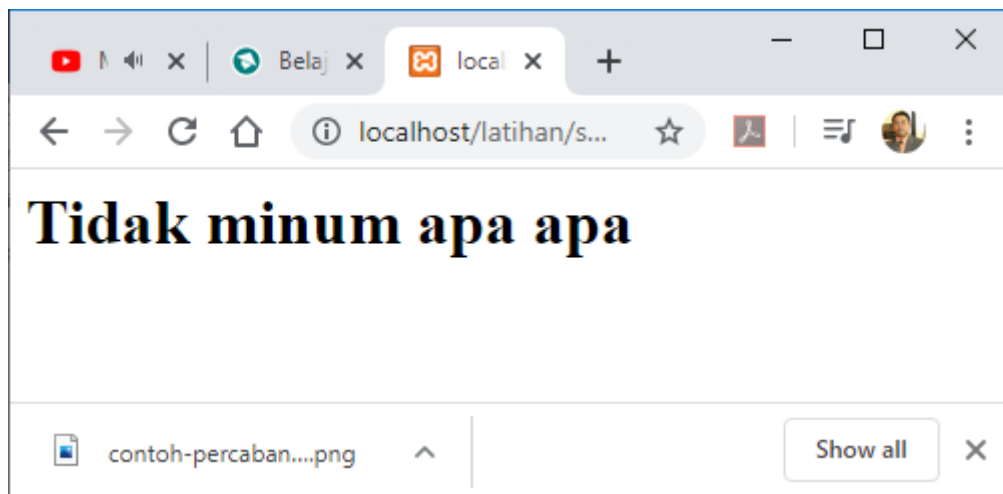 Belaj
local
localhost/latihan/s...
Tidak minum apa apa
contoh-percaban....png
Show all